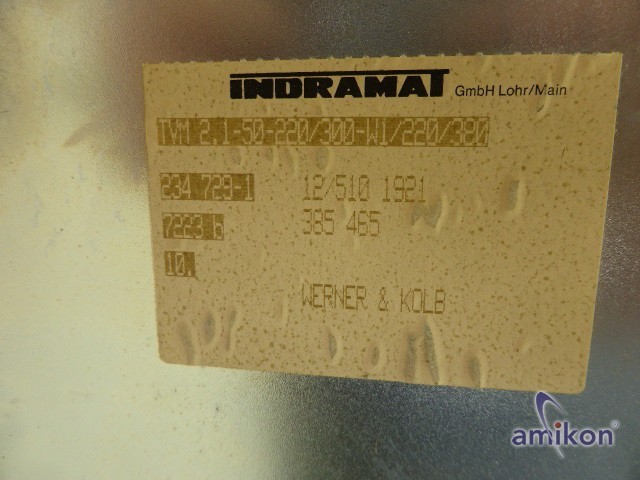 INDRAMAT GmbH Lohr/Main
TVM 2.1-50-220/300-W1/220/380
234 729-1 12/510 1921
7223 b 385 465
10.
WERNER & KOLB
amikon